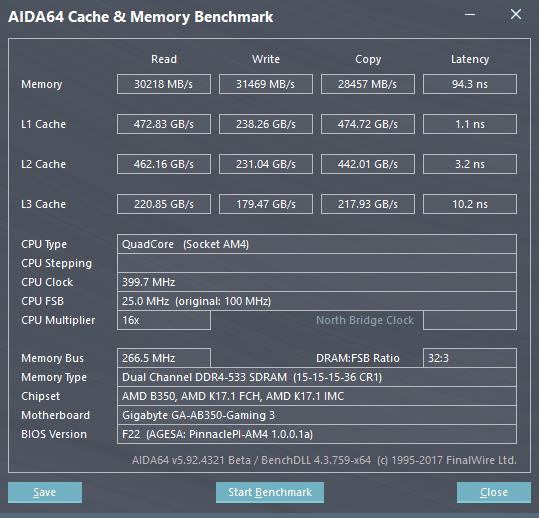 AIDA64 Cache & Memory Benchmark
Read Write Copy Latency
Memory 30218 MB/s 31469 MB/s 28457 MB/s 94.3 ns
L1 Cache 472.83 GB/s 238.26 GB/s 474.72 GB/s 1.1 ns
L2 Cache 462.16 GB/s 231.04 GB/s 442.01 GB/s 3.2 ns
L3 Cache 220.85 GB/s 179.47 GB/s 217.93 GB/s 10.2 ns
CPU Type QuadCore (Socket AM4)
CPU Stepping
CPU Clock 399.7 MHz
CPU FSB 25.0 MHz (original: 100 MHz)
CPU Multiplier 16x North Bridge Clock
Memory Bus 266.5 MHz DRAM:FSB Ratio 32:3
Memory Type Dual Channel DDR4-533 SDRAM (15-15-15-36 CR1)
Chipset AMD B350, AMD K17.1 FCH, AMD K17.1 IMC
Motherboard Gigabyte GA-AB350-Gaming 3
BIOS Version F22 (AGESA: PinnaclePI-AM4 1.0.0.1a)
AIDA64 v5.92.4321 Beta / BenchDLL 4.3.759-x64 (c) 1995-2017 FinalWire Ltd.
Save Start Benchmark Close